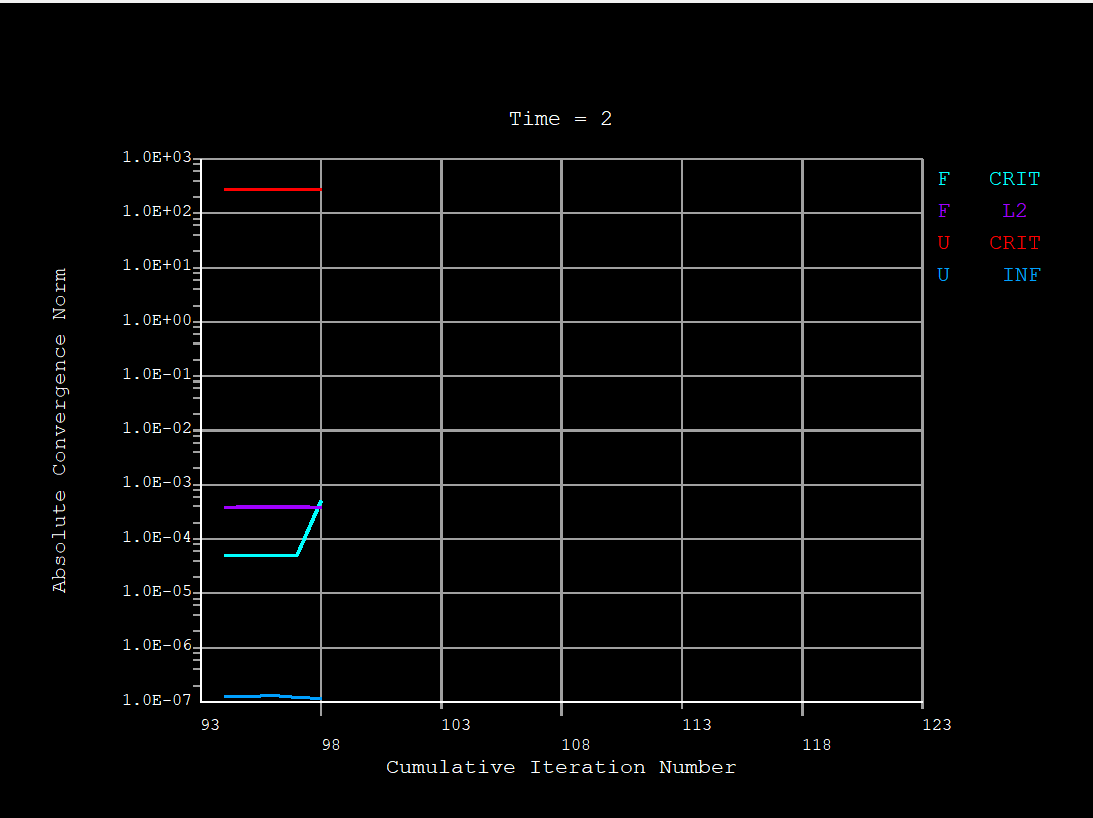 Time = 2
1.0E+03
1.0E+02
1.0E+01
1.0E+00
1.0E-01
1.0E-02
1.0E-03
1.0E-04
1.0E-05
1.0E-06
1.0E-07
Absolute Convergence Norm
F CRIT
F L2
U CRIT
U INF
93 103 113 123
98 108 118
Cumulative Iteration Number